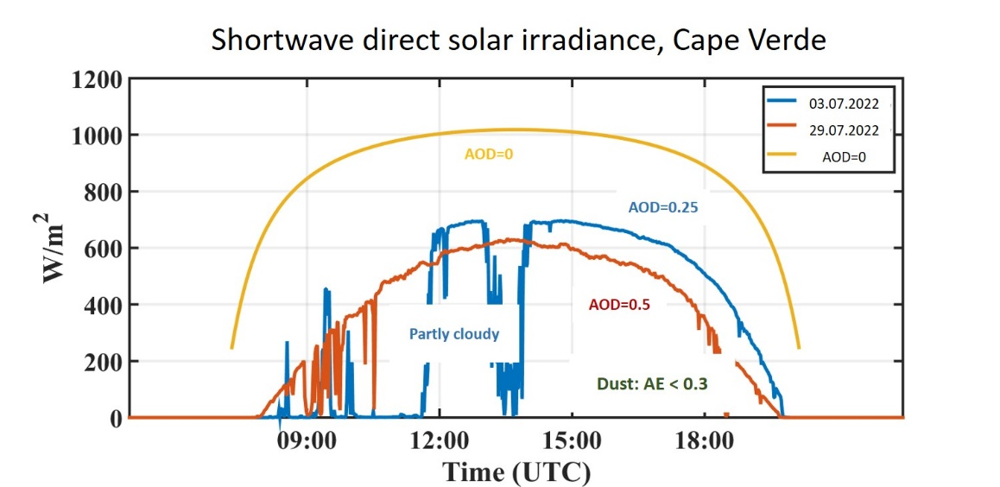 Shortwave direct solar irradiance, Cape Verde
1200
1000
800
600
400
200
0
W/m²
03.07.2022
29.07.2022
AOD=0
AOD=0
AOD=0.25
AOD=0.5
Partly cloudy
Dust: AE < 0.3
09:00 12:00 15:00 18:00
Time (UTC)